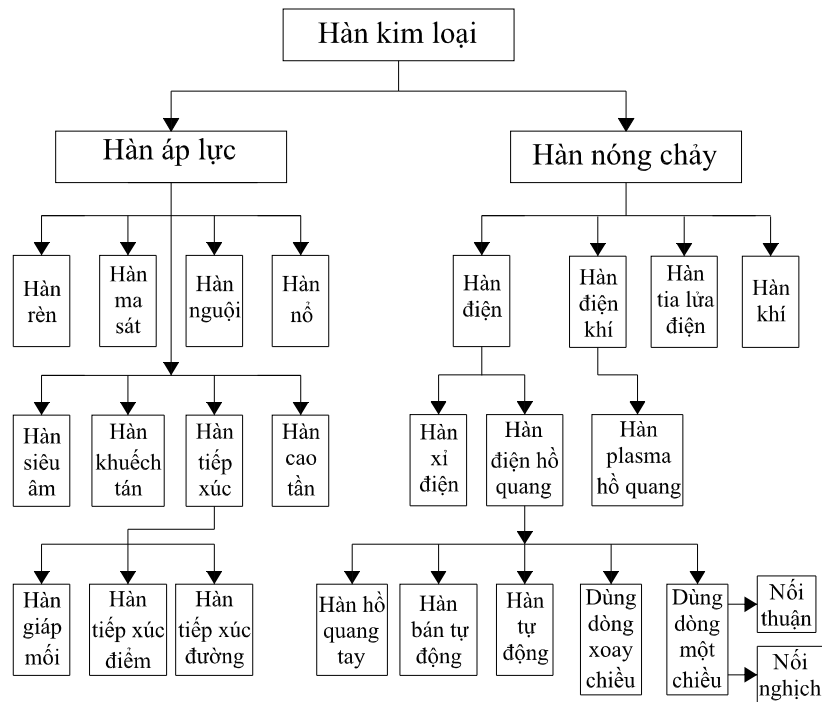 Hàn kim loại
Hàn áp lực
Hàn nóng chảy
Hàn
rèn
Hàn
ma
sát
Hàn
nguội
Hàn
nổ
Hàn
điện
Hàn
điện
khí
Hàn
tia lửa
điện
Hàn
khí
Hàn
siêu
âm
Hàn
khuếch
tán
Hàn
tiếp
xúc
Hàn
cao
tần
Hàn
xỉ
điện
Hàn
điện hồ
quang
Hàn
plasma
hồ quang
Hàn
giáp
mối
Hàn
tiếp xúc
điểm
Hàn
tiếp xúc
đường
Hàn hồ
quang
tay
Hàn
bán tự
động
Hàn
tự
động
Dùng
dòng
xoay
chiều
Dùng
dòng
một
chiều
Nối
thuận
Nối
nghịch